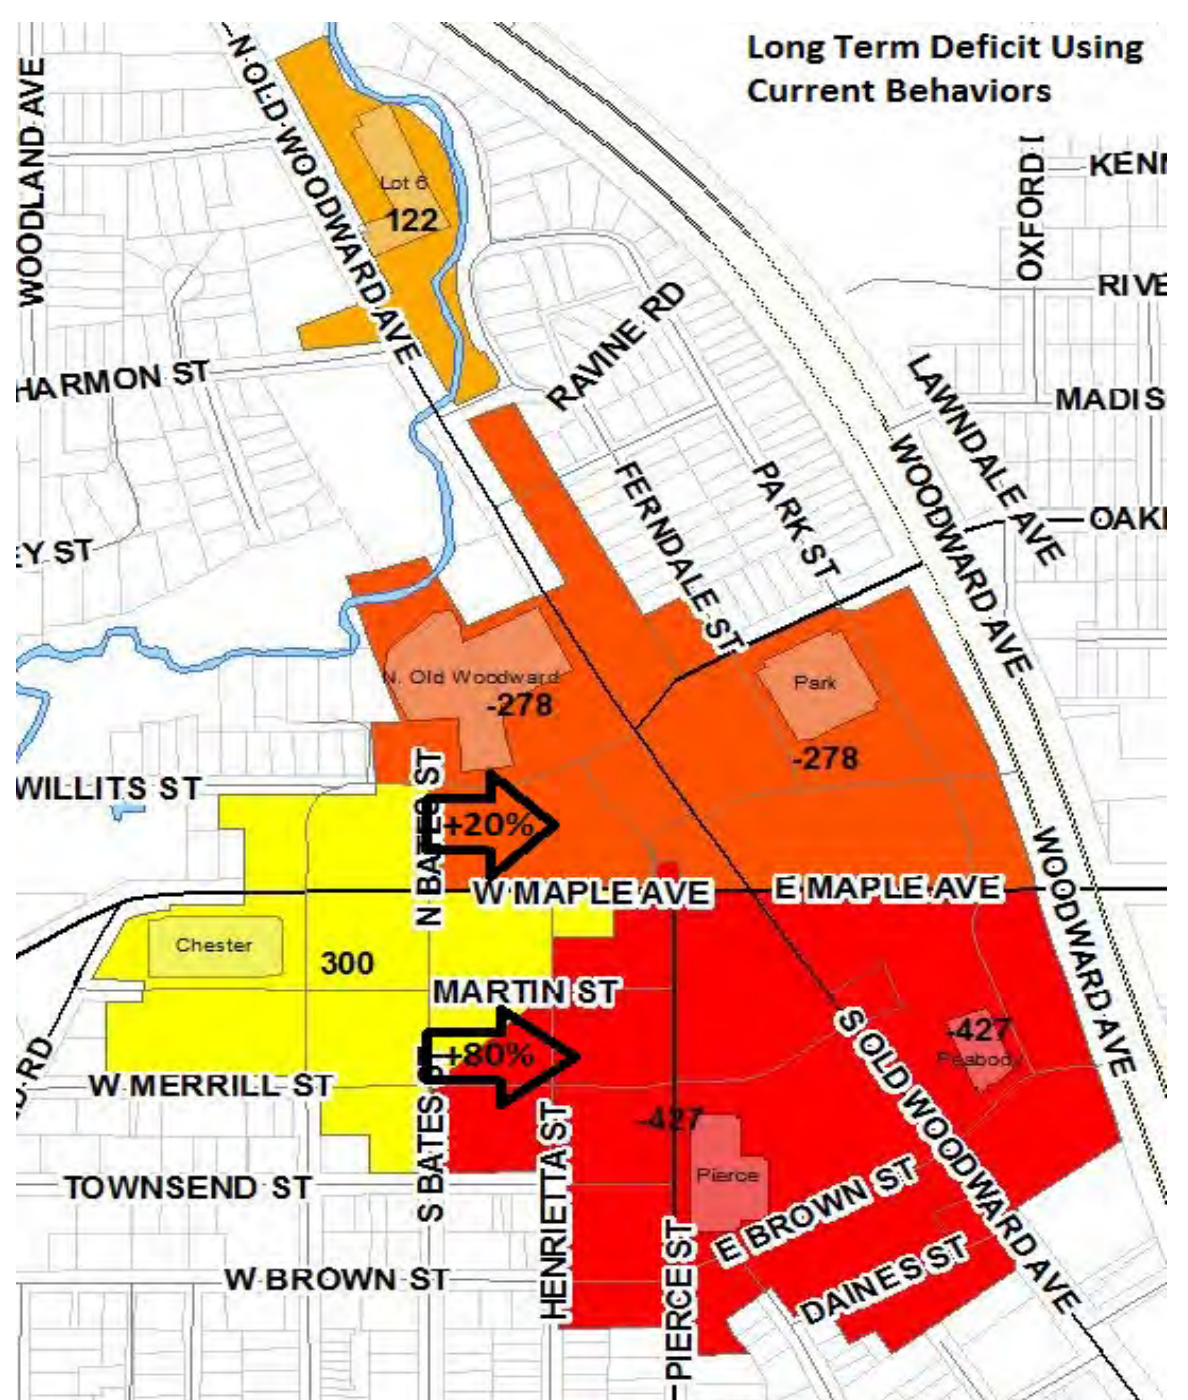 Long Term Deficit Using
Current Behaviors
WOODLAND AVE
N OLD WOODWARD AVE
Lot 6
122
OXFORD
KEN
RIVE
RAVINE RD
HARMON ST
LAWNDALE AVE
MADIS
WOODWARD AVE
PARK ST
FERNDALE ST
OAK
EY ST
N. Old Woodward
-278
Park
-278
WILLITS ST
N BATES ST
+20%
W MAPLE AVE
E MAPLE AVE
WOODWARD AVE
Chester
300
MARTIN ST
+80%
S OLD WOODWARD AVE
-427
Peabody
RD
W MERRILL ST
S BATES ST
HENRIETTA ST
-427
Pierce
TOWNSEND ST
E BROWN ST
W BROWN ST
PIERCE ST
DAINES ST